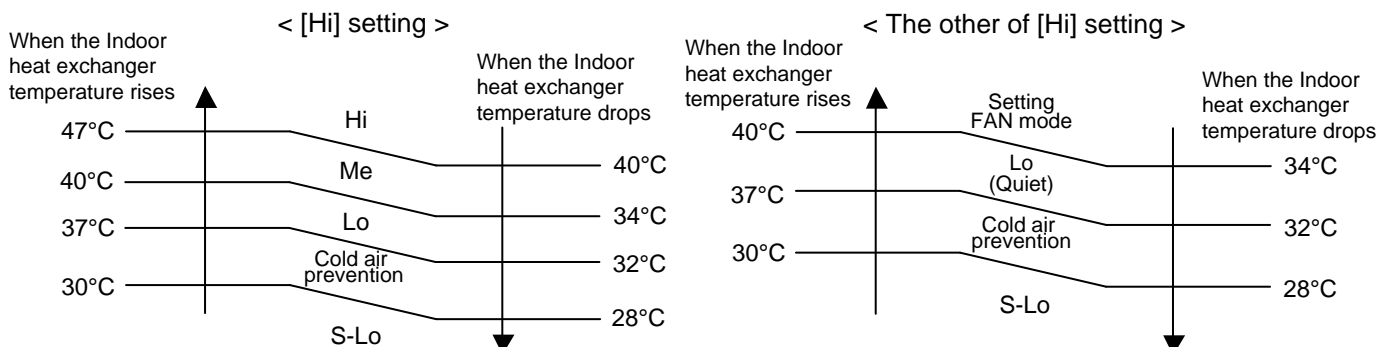 < [Hi] setting >
When the Indoor
heat exchanger
temperature rises
When the Indoor
heat exchanger
temperature drops
47°C
Hi
40°C
40°C
Me
34°C
37°C
Lo
32°C
Cold air
prevention
30°C
28°C
S-Lo
< The other of [Hi] setting >
When the Indoor
heat exchanger
temperature rises
When the Indoor
heat exchanger
temperature drops
Setting
FAN mode
40°C
34°C
Lo
(Quiet)
37°C
32°C
Cold air
prevention
30°C
28°C
S-Lo